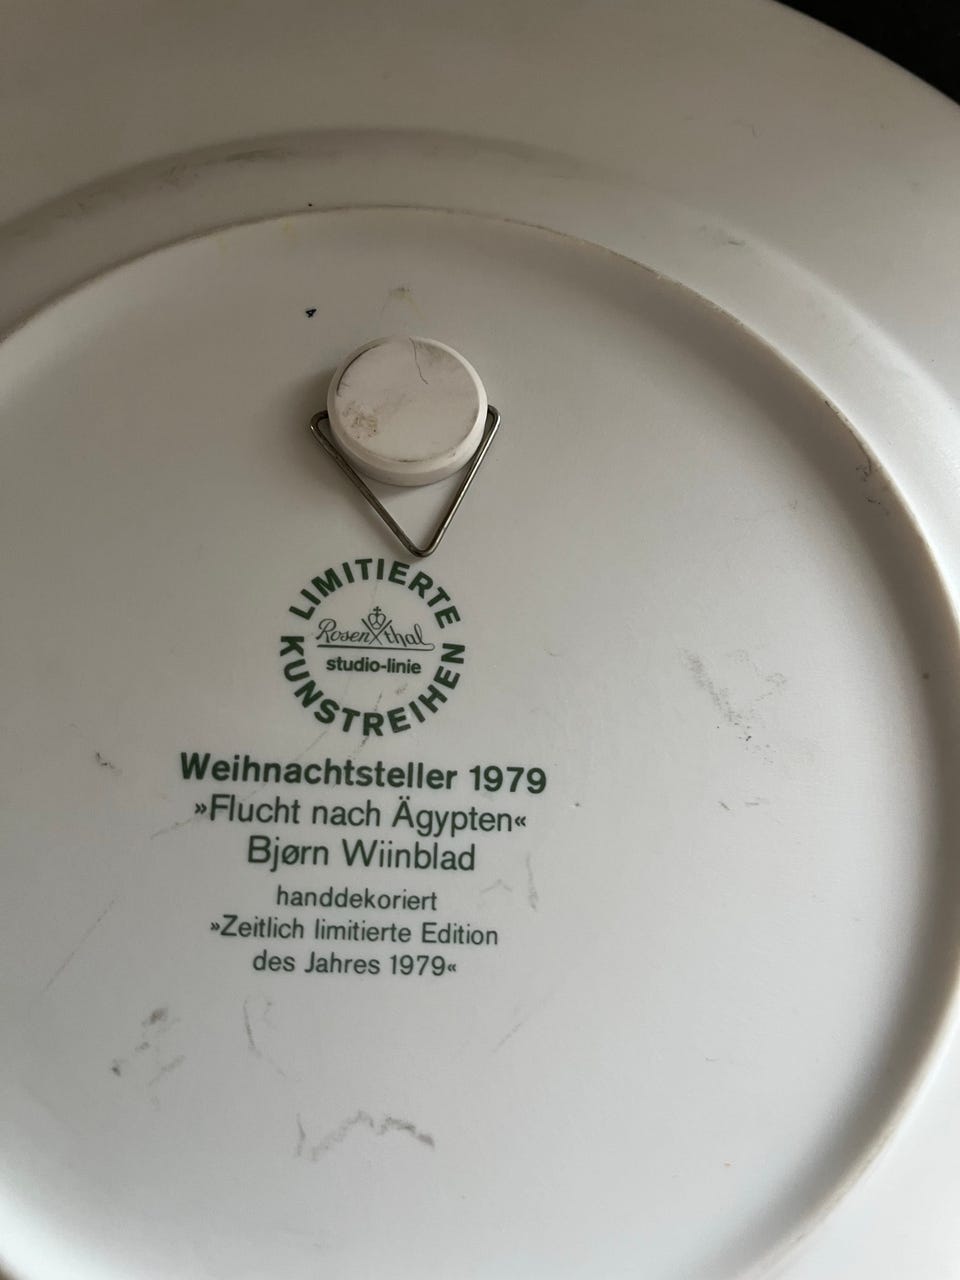 4
LIMITIERTE
Rosenthal
studio-linie
KUNSTREIHEN
Weihnachtsteller 1979
»Flucht nach Ägypten«
Bjørn Wiinblad
handdekoriert
»Zeitlich limitierte Edition
des Jahres 1979«